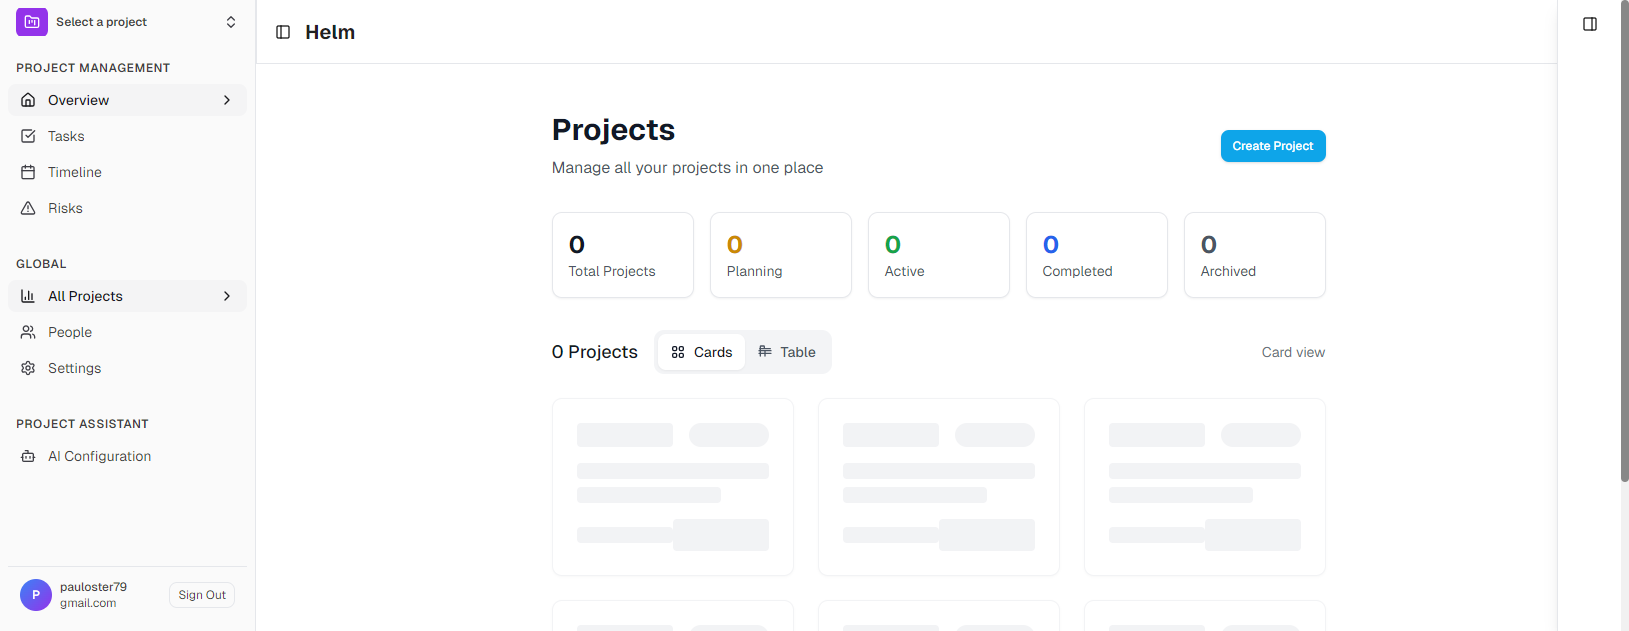 Select a project
PROJECT MANAGEMENT
Overview
Tasks
Timeline
Risks
GLOBAL
All Projects
People
Settings
PROJECT ASSISTANT
AI Configuration
P
pauloster79
gmail.com
Sign Out
Helm
Projects
Manage all your projects in one place
Create Project
0
Total Projects
0
Planning
0
Active
0
Completed
0
Archived
0 Projects
Cards
Table
Card view